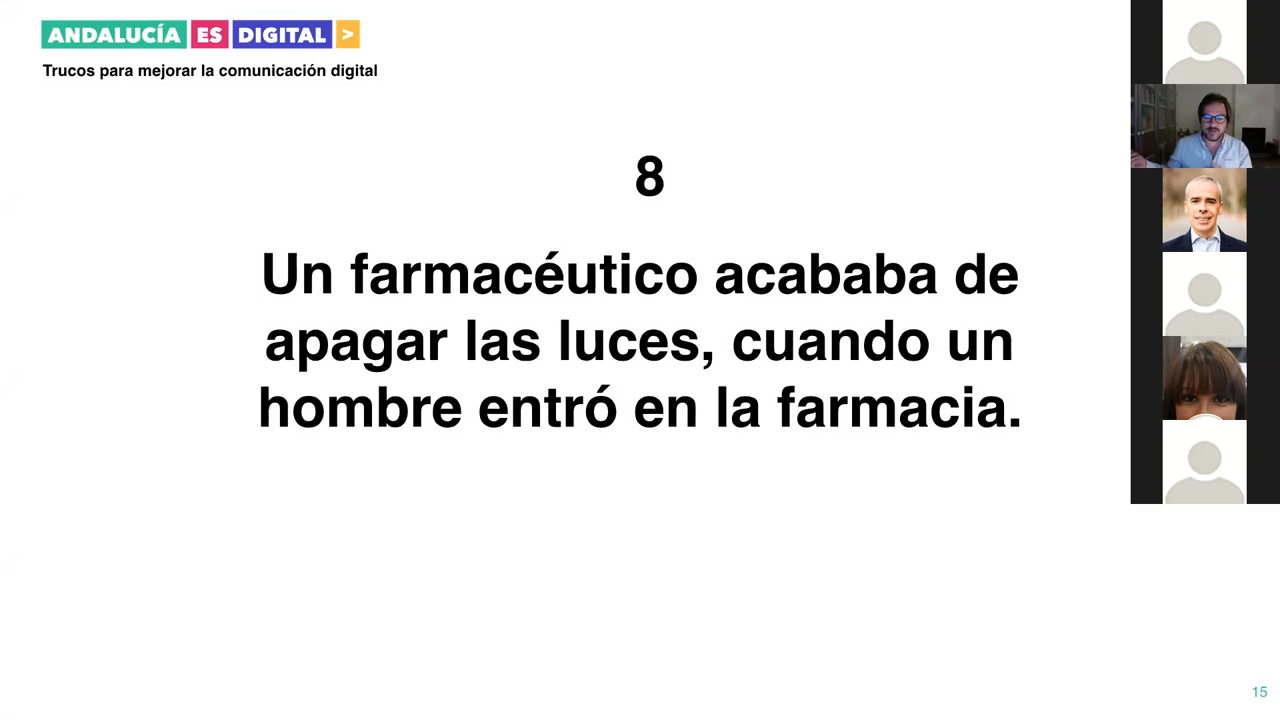 ANDALUCÍA ES DIGITAL >
Trucos para mejorar la comunicación digital
8
Un farmacéutico acababa de
apagar las luces, cuando un
hombre entró en la farmacia.
15